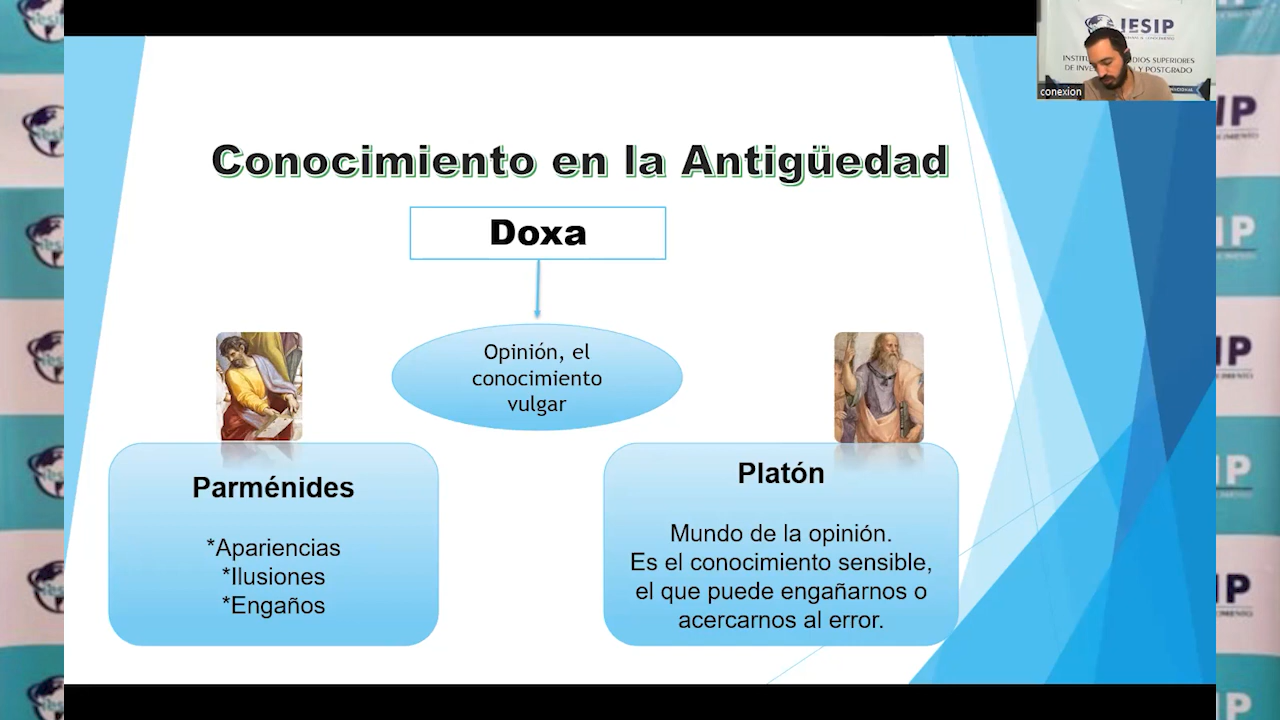 Conocimiento en la Antigüedad
Doxa
Opinión, el
conocimiento
vulgar
Parménides
*Apariencias
*Ilusiones
*Engaños
Platón
Mundo de la opinión.
Es el conocimiento sensible,
el que puede engañarnos o
acercarnos al error.
IESIP
conexion